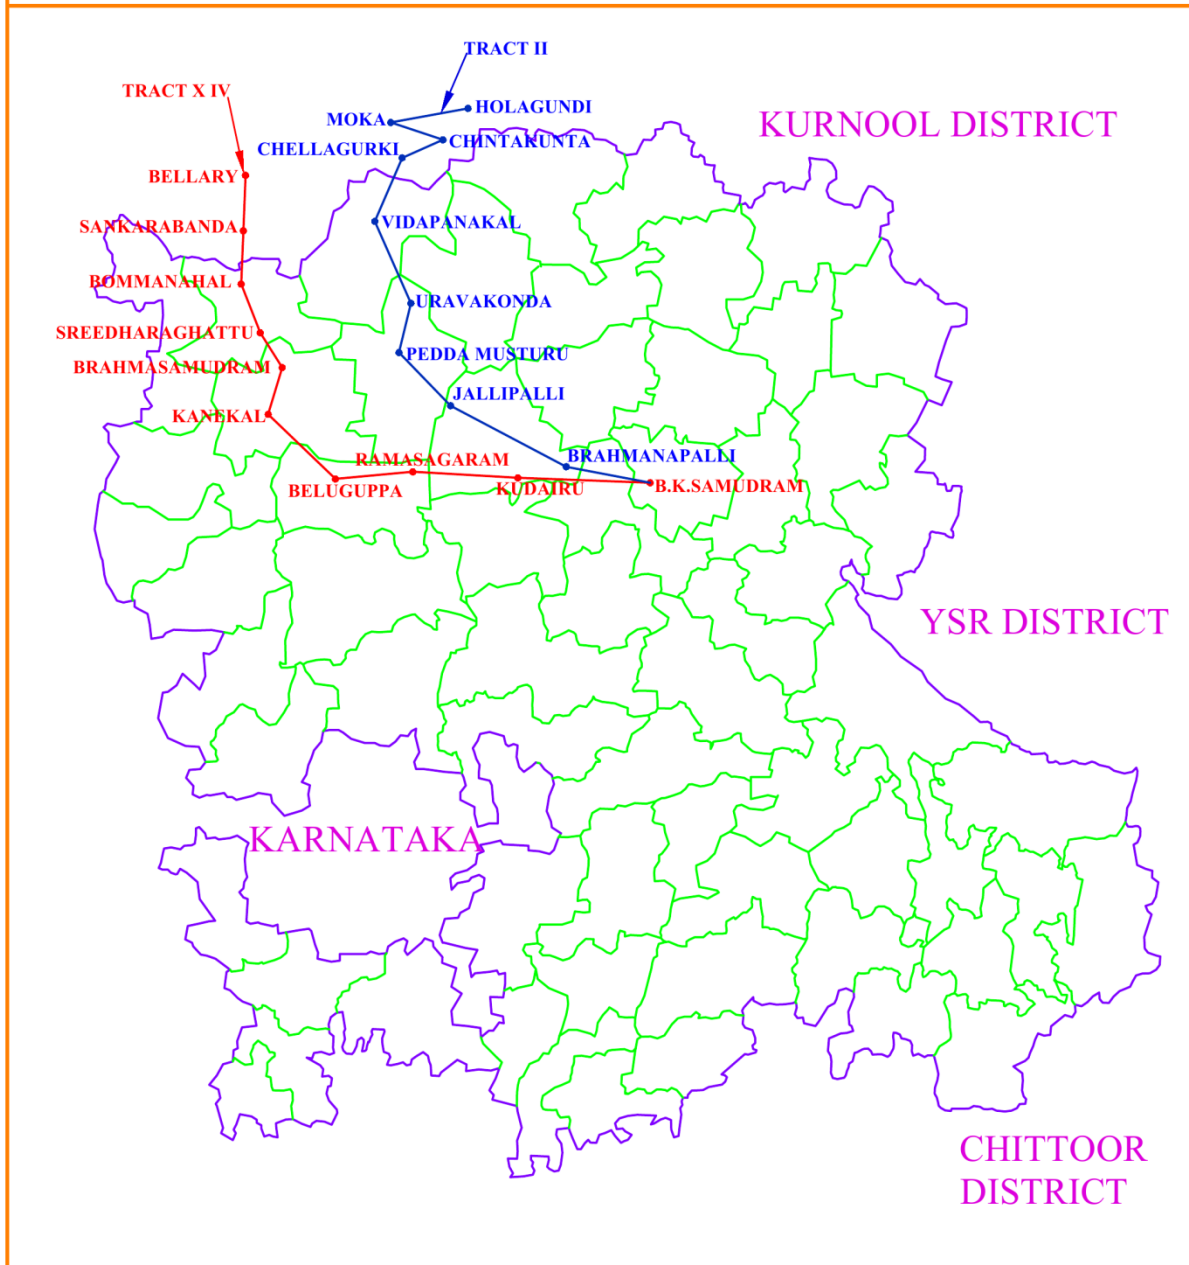 TRACT II
TRACT X IV
HOLAGUNDI
MOKA
KURNOOL DISTRICT
CHINTAKUNTA
CHELLAGURKI
BELLARY
VIDAPANAKAL
SANKARABANDA
BOMMANAHAL
URAVAKONDA
SREEDHARAGHATTU
PEDDA MUSTURU
BRAHMASAMUDRAM
JALLIPALLI
KANEKAL
BRAHMANAPALLI
RAMASAGARAM
BELUGUPPA
KUDAIRU
B.K.SAMUDRAM
YSR DISTRICT
KARNATAKA
CHITTOOR
DISTRICT